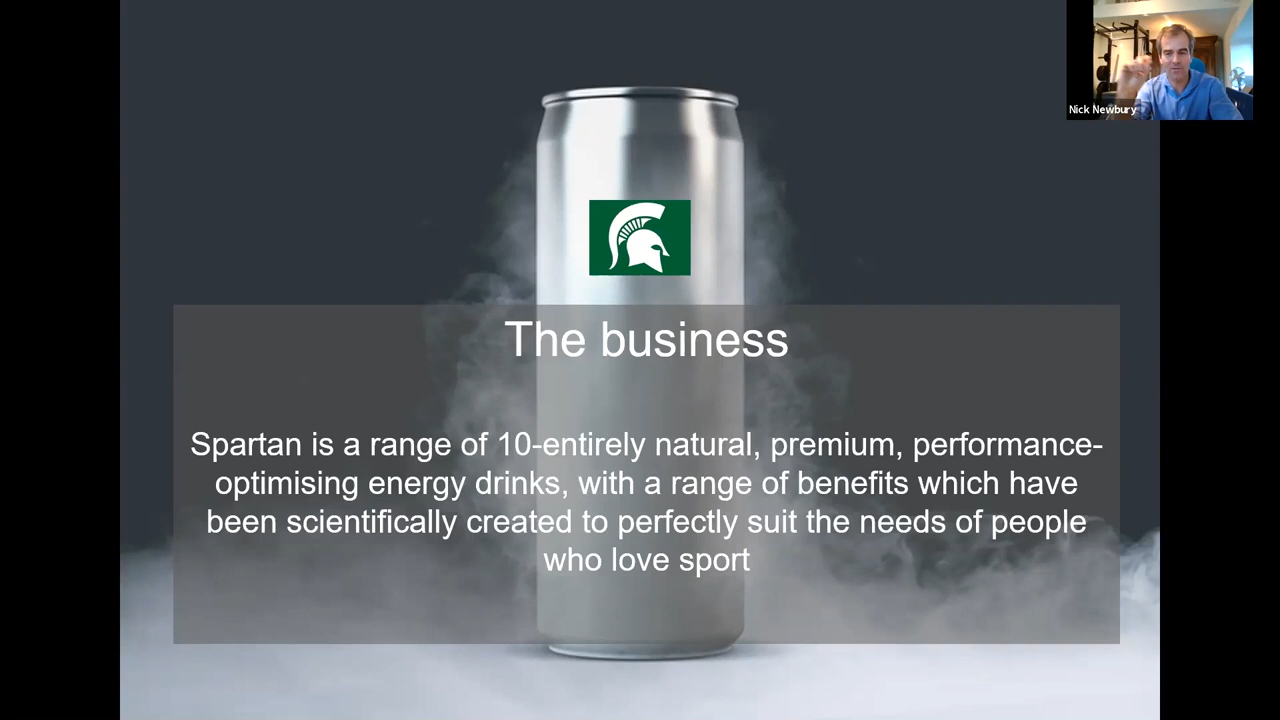 Nick Newbury
The business
Spartan is a range of 10-entirely natural, premium, performance-
optimising energy drinks, with a range of benefits which have
been scientifically created to perfectly suit the needs of people
who love sport